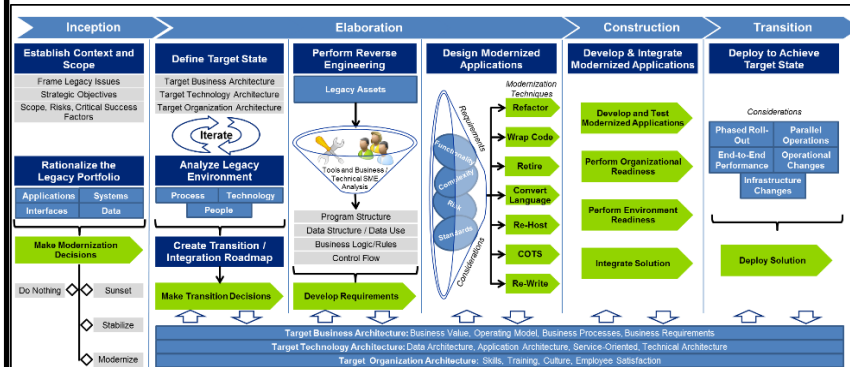 Inception
Elaboration
Construction
Transition
Establish Context and
Scope
Frame Legacy Issues
Strategic Objectives
Scope, Risks, Critical Success
Factors
Rationalize the
Legacy Portfolio
Applications
Systems
Interfaces
Data
Make Modernization
Decisions
Do Nothing
Sunset
Stabilize
Modernize
Define Target State
Target Business Architecture
Target Technology Architecture
Target Organization Architecture
Iterate
Analyze Legacy
Environment
Process
Technology
People
Create Transition /
Integration Roadmap
Make Transition Decisions
Perform Reverse
Engineering
Legacy Assets
Tools and Business /
Technical SME
Analysis
Program Structure
Data Structure / Data Use
Business Logic/Rules
Control Flow
Develop Requirements
Design Modernized
Applications
Modernization
Techniques
Requirements
Functionality
Complexity
Risk
Standards
Considerations
Refactor
Wrap Code
Retire
Convert
Language
Re-Host
COTS
Re-Write
Develop & Integrate
Modernized Applications
Develop and Test
Modernized Applications
Perform Organizational
Readiness
Perform Environment
Readiness
Integrate Solution
Deploy to Achieve
Target State
Considerations
Phased Roll-
Out
Parallel
Operations
End-to-End
Performance
Operational
Changes
Infrastructure
Changes
Deploy Solution
Target Business Architecture: Business Value, Operating Model, Business Processes, Business Requirements
Target Technology Architecture: Data Architecture, Application Architecture, Service-Oriented, Technical Architecture
Target Organization Architecture: Skills, Training, Culture, Employee Satisfaction